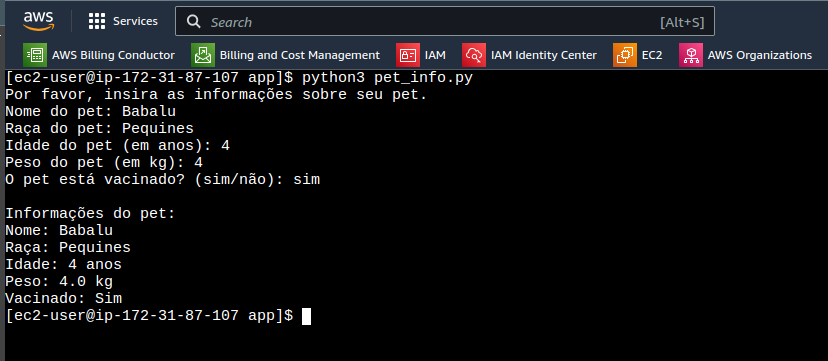 aws Services Search [Alt+S]
AWS Billing Conductor Billing and Cost Management IAM IAM Identity Center EC2 AWS Organizations
[ec2-user@ip-172-31-87-107 app]$ python3 pet_info.py
Por favor, insira as informações sobre seu pet.
Nome do pet: Babalu
Raça do pet: Pequines
Idade do pet (em anos): 4
Peso do pet (em kg): 4
O pet está vacinado? (sim/não): sim
Informações do pet:
Nome: Babalu
Raça: Pequines
Idade: 4 anos
Peso: 4.0 kg
Vacinado: Sim
[ec2-user@ip-172-31-87-107 app]$